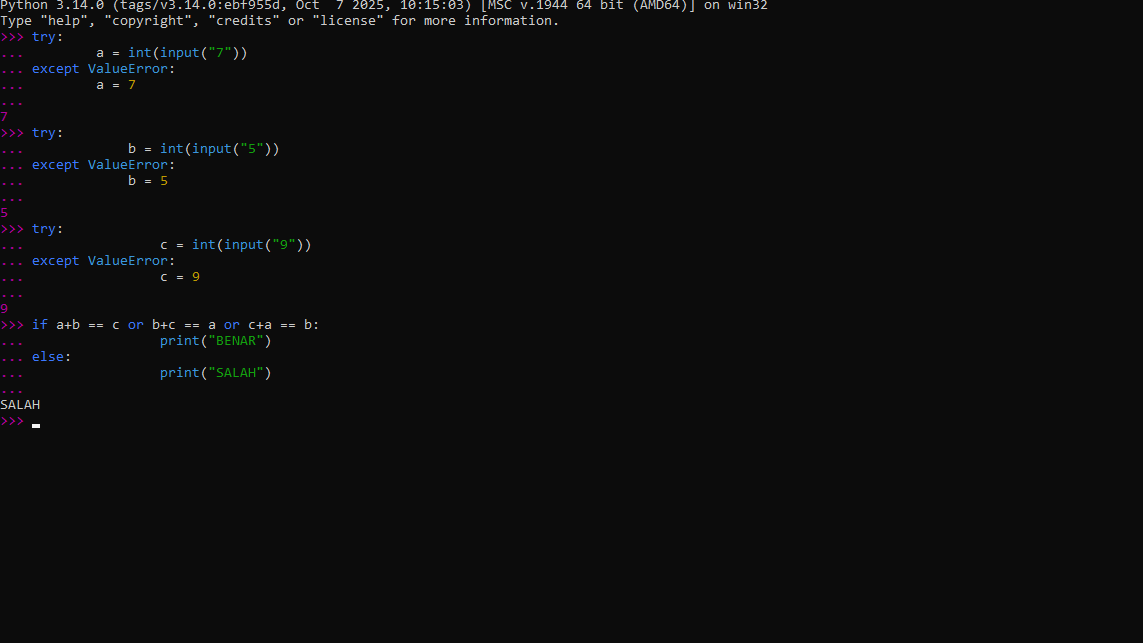 Python 3.14.0 (tags/v3.14.0:ebf955d, Oct  7 2025, 10:15:03) [MSC v.1944 64 bit (AMD64)] on win32
Type "help", "copyright", "credits" or "license" for more information.
>>> try:
...         a = int(input("7"))
... except ValueError:
...         a = 7
...
7
>>> try:
...             b = int(input("5"))
... except ValueError:
...             b = 5
...
5
>>> try:
...                 c = int(input("9"))
... except ValueError:
...                 c = 9
...
9
>>> if a+b == c or b+c == a or c+a == b:
...                 print("BENAR")
... else:
...                 print("SALAH")
...
SALAH
>>>